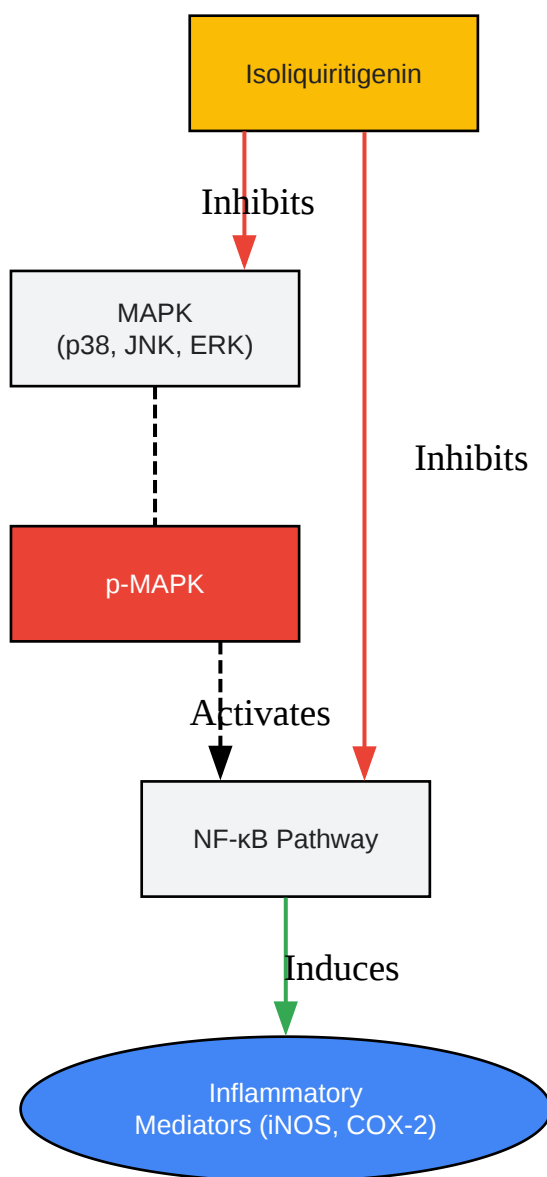 Isoliquiritigenin
Inhibits
MAPK
(p38, JNK, ERK)
Inhibits
p-MAPK
Activates
NF-κB Pathway
Induces
Inflammatory
Mediators (iNOS, COX-2)